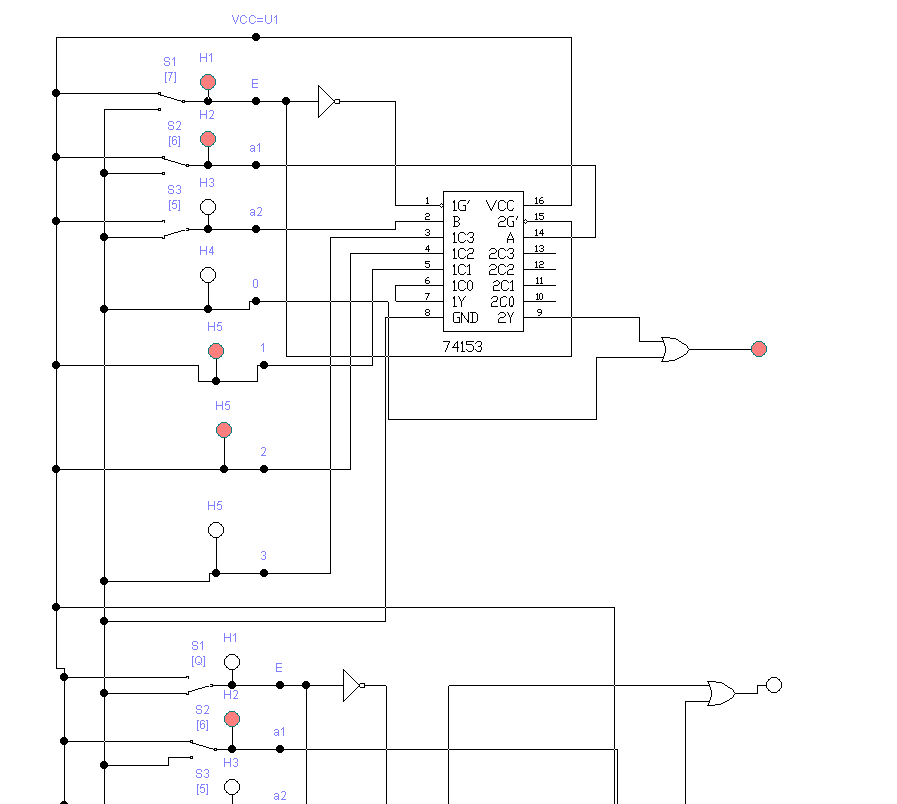 VCC=U1
S1
[7]
H1
E
H2
S2
[6]
a1
H3
S3
[5]
a2
H4
0
H5
1
H5
2
H5
3
1 1G' VCC 16
2 B 2G' 15
3 1C3 A 14
4 1C2 2C3 13
5 1C1 2C2 12
6 1C0 2C1 11
7 1Y 2C0 10
8 GND 2Y 9
74153
S1
[Q]
H1
E
H2
S2
[6]
a1
H3
S3
[5]
a2